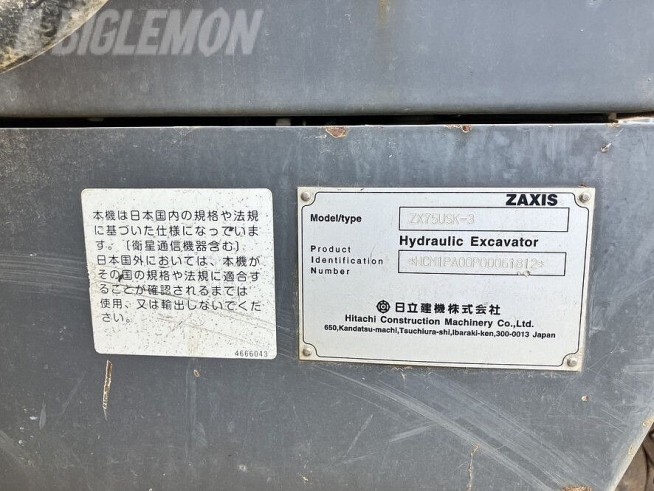 BIGLEMON
本機は日本国内の規格や法規
に基づいた仕様になっていま
す。〔衛星通信機器含む〕
日本国外においては、本機が
その国の規格や法規に適合す
ることが確認されるまでは
使用、又は輸出しないでくだ
さい。
4666043
ZAXIS
Model/type ZX75USK-3
Hydraulic Excavator
Product
Identification
Number *HCM1PA00P00061812*
日立建機株式会社
Hitachi Construction Machinery Co.,Ltd.
650,Kandatsu-machi,Tsuchiura-shi,Ibaraki-ken,300-0013 Japan